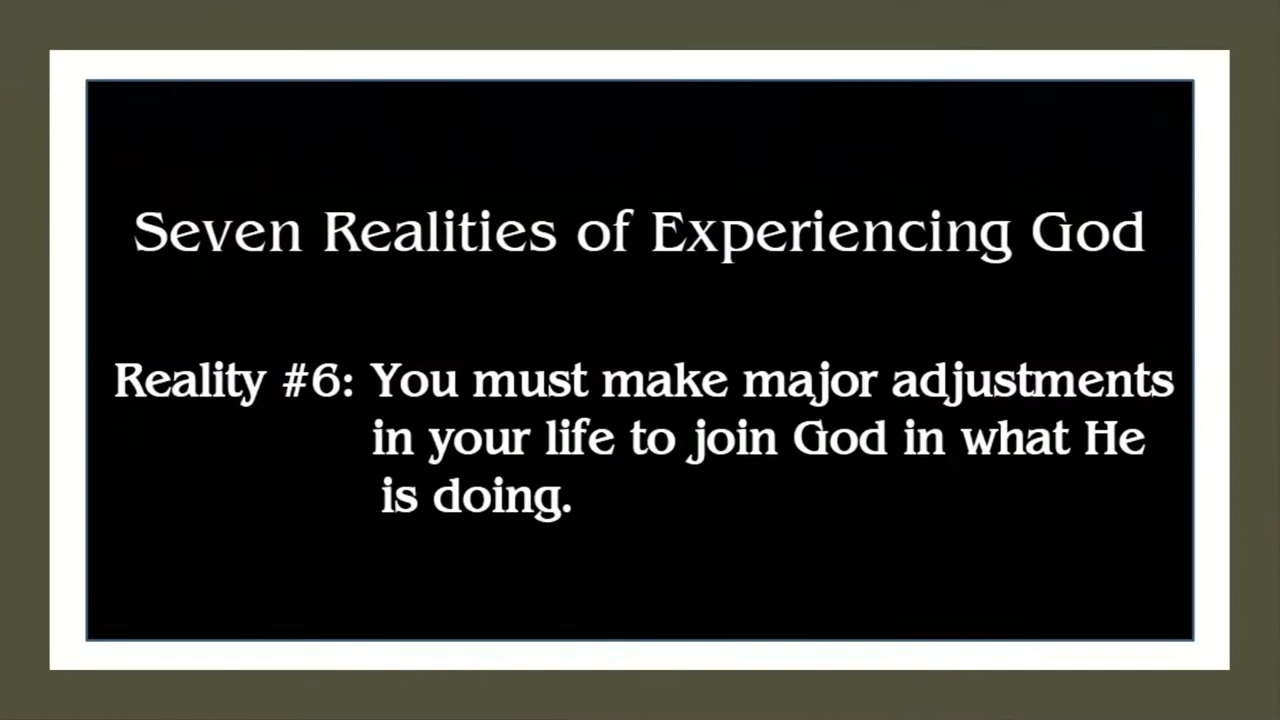 Seven Realities of Experiencing God
Reality #6: You must make major adjustments
in your life to join God in what He
is doing.